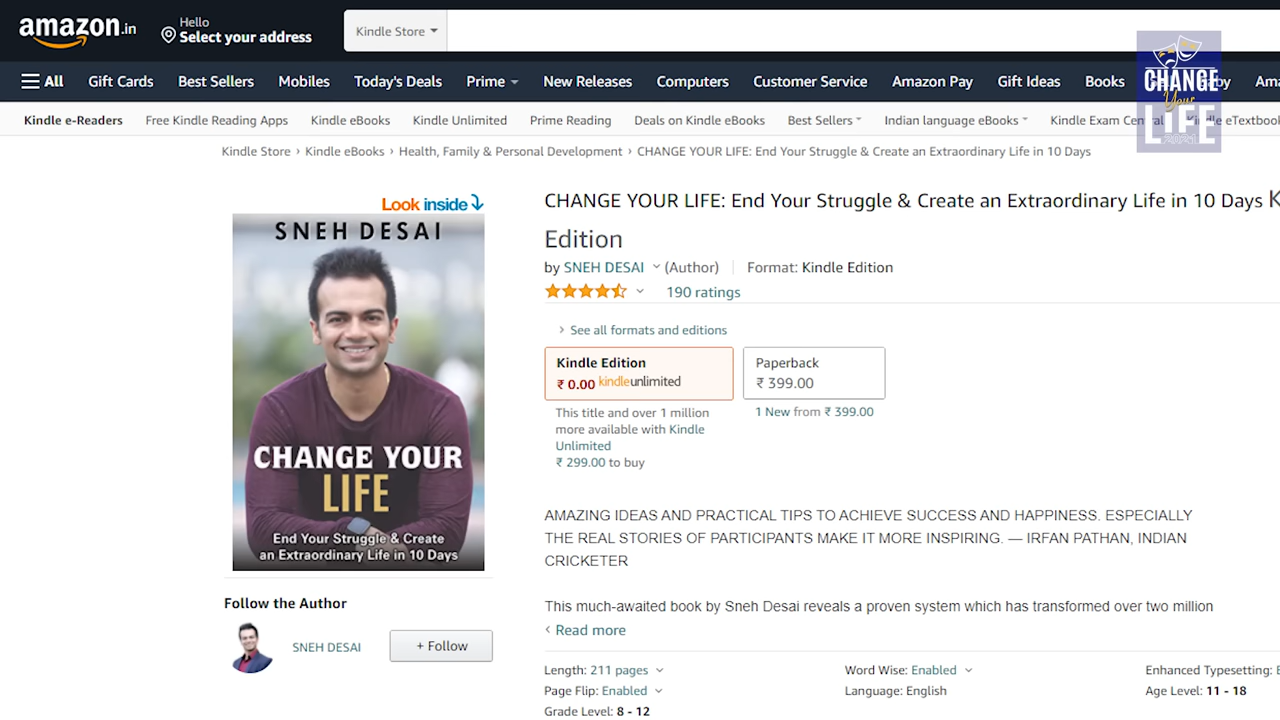 amazon.in
Hello
Select your address
Kindle Store
All Gift Cards Best Sellers Mobiles Today's Deals Prime New Releases Computers Customer Service Amazon Pay Gift Ideas Books
CHANGE
Your
LIFE
Kindle e-Readers Free Kindle Reading Apps Kindle eBooks Kindle Unlimited Prime Reading Deals on Kindle eBooks Best Sellers Indian language eBooks Kindle Exam Central Kindle eTextbook
Kindle Store › Kindle eBooks › Health, Family & Personal Development › CHANGE YOUR LIFE: End Your Struggle & Create an Extraordinary Life in 10 Days
Look inside
SNEH DESAI
CHANGE YOUR
LIFE
End Your Struggle & Create
an Extraordinary Life in 10 Days
Follow the Author
SNEH DESAI
+ Follow
CHANGE YOUR LIFE: End Your Struggle & Create an Extraordinary Life in 10 Days K
Edition
by SNEH DESAI (Author) Format: Kindle Edition
190 ratings
› See all formats and editions
Kindle Edition
₹ 0.00 kindleunlimited
This title and over 1 million
more available with Kindle
Unlimited
₹ 299.00 to buy
Paperback
₹ 399.00
1 New from ₹ 399.00
AMAZING IDEAS AND PRACTICAL TIPS TO ACHIEVE SUCCESS AND HAPPINESS. ESPECIALLY
THE REAL STORIES OF PARTICIPANTS MAKE IT MORE INSPIRING. — IRFAN PATHAN, INDIAN
CRICKETER
This much-awaited book by Sneh Desai reveals a proven system which has transformed over two million
‹ Read more
Length: 211 pages Word Wise: Enabled Enhanced Typesetting: E
Page Flip: Enabled Language: English Age Level: 11 - 18
Grade Level: 8 - 12